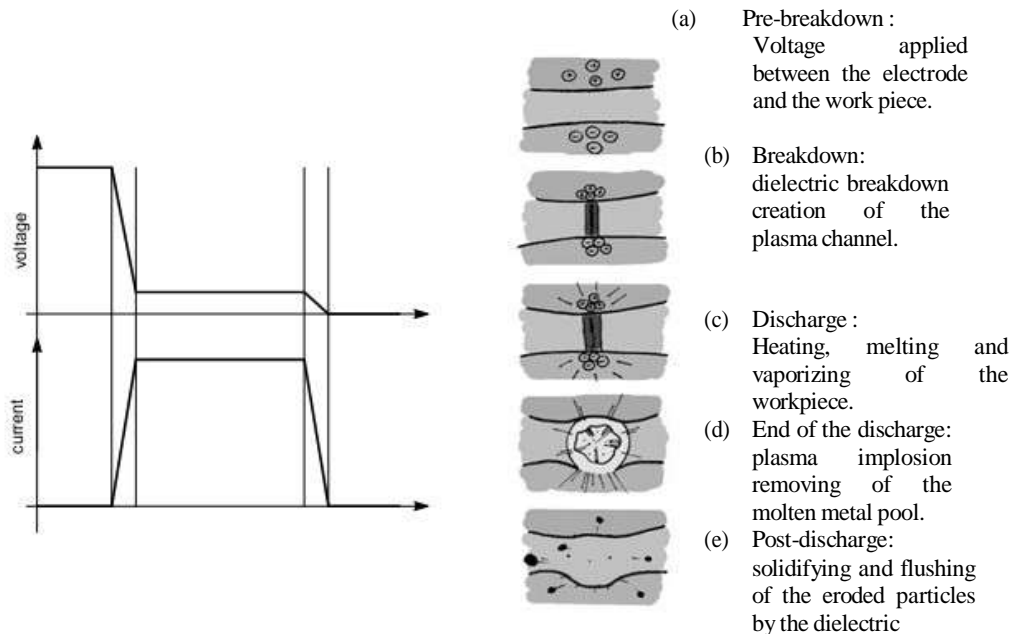 voltage
current
(a) Pre-breakdown :
Voltage applied
between the electrode
and the work piece.
(b) Breakdown:
dielectric breakdown
creation of the
plasma channel.
(c) Discharge :
Heating, melting and
vaporizing of the
workpiece.
(d) End of the discharge:
plasma implosion
removing of the
molten metal pool.
(e) Post-discharge:
solidifying and flushing
of the eroded particles
by the dielectric